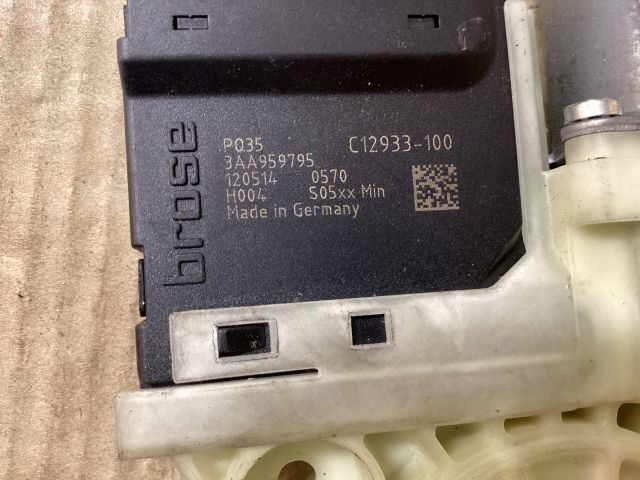 brose
PQ35 C12933-100
3AA959795
120514 0570
H004 S05xx Min
Made in Germany